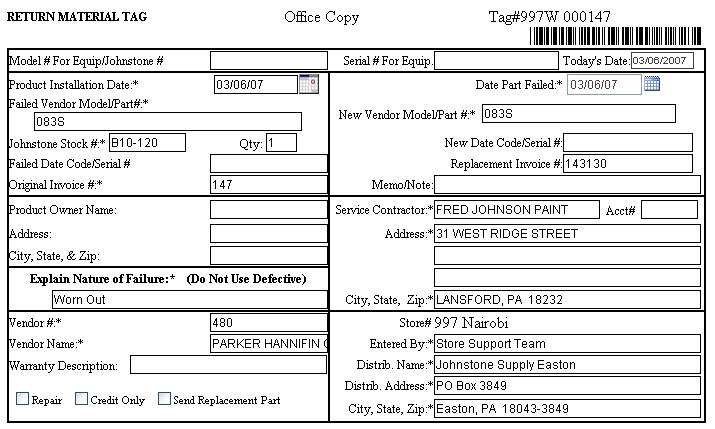 RETURN MATERIAL TAG Office Copy Tag#997W 000147
Model # For Equip/Johnstone # Serial # For Equip. Today's Date: 03/06/2007
Product Installation Date:* 03/06/07 Date Part Failed:* 03/06/07
Failed Vendor Model/Part#:*
083S
New Vendor Model/Part #:* 083S
Johnstone Stock #:* B10-120 Qty: 1 New Date Code/Serial #:
Failed Date Code/Serial # Replacement Invoice #: 143130
Original Invoice #:* 147 Memo/Note:
Product Owner Name: Service Contractor:* FRED JOHNSON PAINT Acct#
Address: Address:* 31 WEST RIDGE STREET
City, State, & Zip:
Explain Nature of Failure:* (Do Not Use Defective)
Worn Out City, State, Zip:* LANSFORD, PA 18232
Vendor #:* 480 Store# 997 Nairobi
Vendor Name:* PARKER HANNIFIN Entered By:* Store Support Team
Warranty Description: Distrib. Name:* Johnstone Supply Easton
Distrib. Address:* PO Box 3849
Repair Credit Only Send Replacement Part City, State, Zip:* Easton, PA 18043-3849